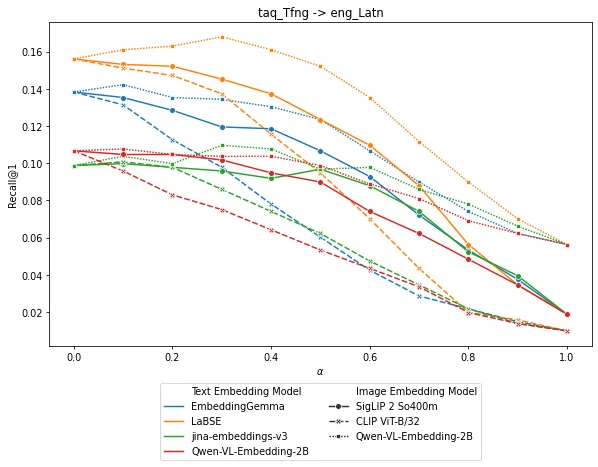 taq_Tfng -> eng_Latn
Recall@1
0.16
0.14
0.12
0.10
0.08
0.06
0.04
0.02
0.0 0.2 0.4 0.6 0.8 1.0
α
Text Embedding Model
EmbeddingGemma
LaBSE
jina-embeddings-v3
Qwen-VL-Embedding-2B
Image Embedding Model
SigLIP 2 So400m
CLIP ViT-B/32
Qwen-VL-Embedding-2B